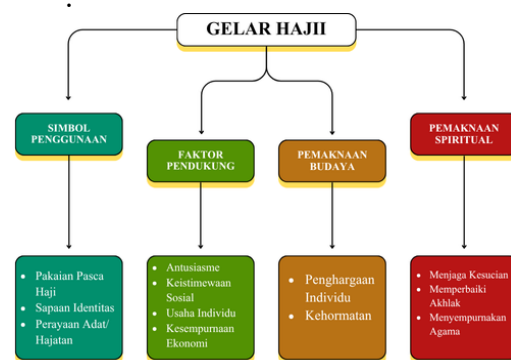 GELAR HAJII
SIMBOL
PENGGUNAAN
FAKTOR
PENDUKUNG
PEMAKNAAN
BUDAYA
PEMAKNAAN
SPIRITUAL
• Pakaian Pasca
Haji
• Sapaan Identitas
• Perayaan Adat/
Hajatan
• Antusiasme
• Keistimewaan
Sosial
• Usaha Individu
• Kesempurnaan
Ekonomi
• Penghargaan
Individu
• Kehormatan
• Menjaga Kesucian
• Memperbaiki
Akhlak
• Menyempurnakan
Agama